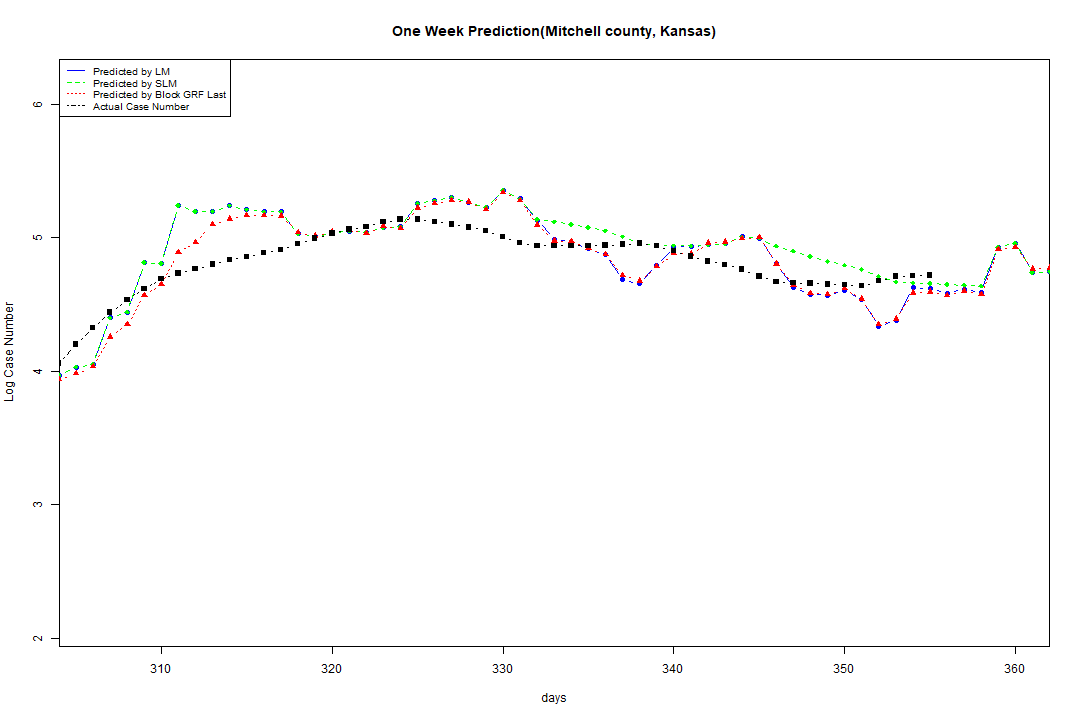 One Week Prediction(Mitchell county, Kansas)
Predicted by LM
Predicted by SLM
Predicted by Block GRF Last
Actual Case Number
6
5
4
3
2
Log Case Number
310 320 330 340 350 360
days